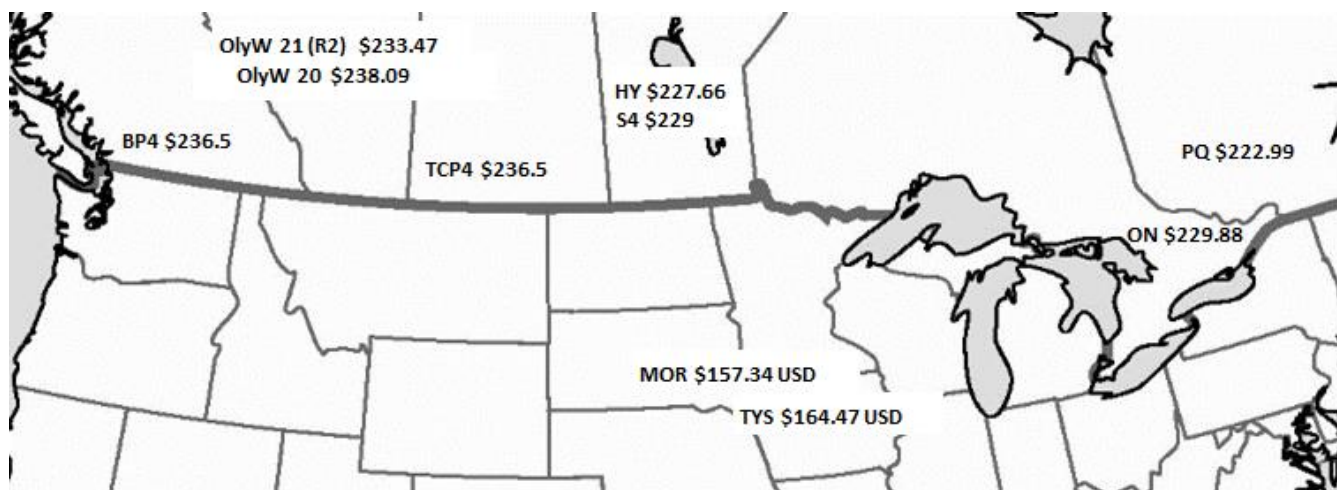 OlyW 21 (R2) $233.47
OlyW 20 $238.09
HY $227.66
S4 $229
BP4 $236.5
TCP4 $236.5
PQ $222.99
ON $229.88
MOR $157.34 USD
TYS $164.47 USD